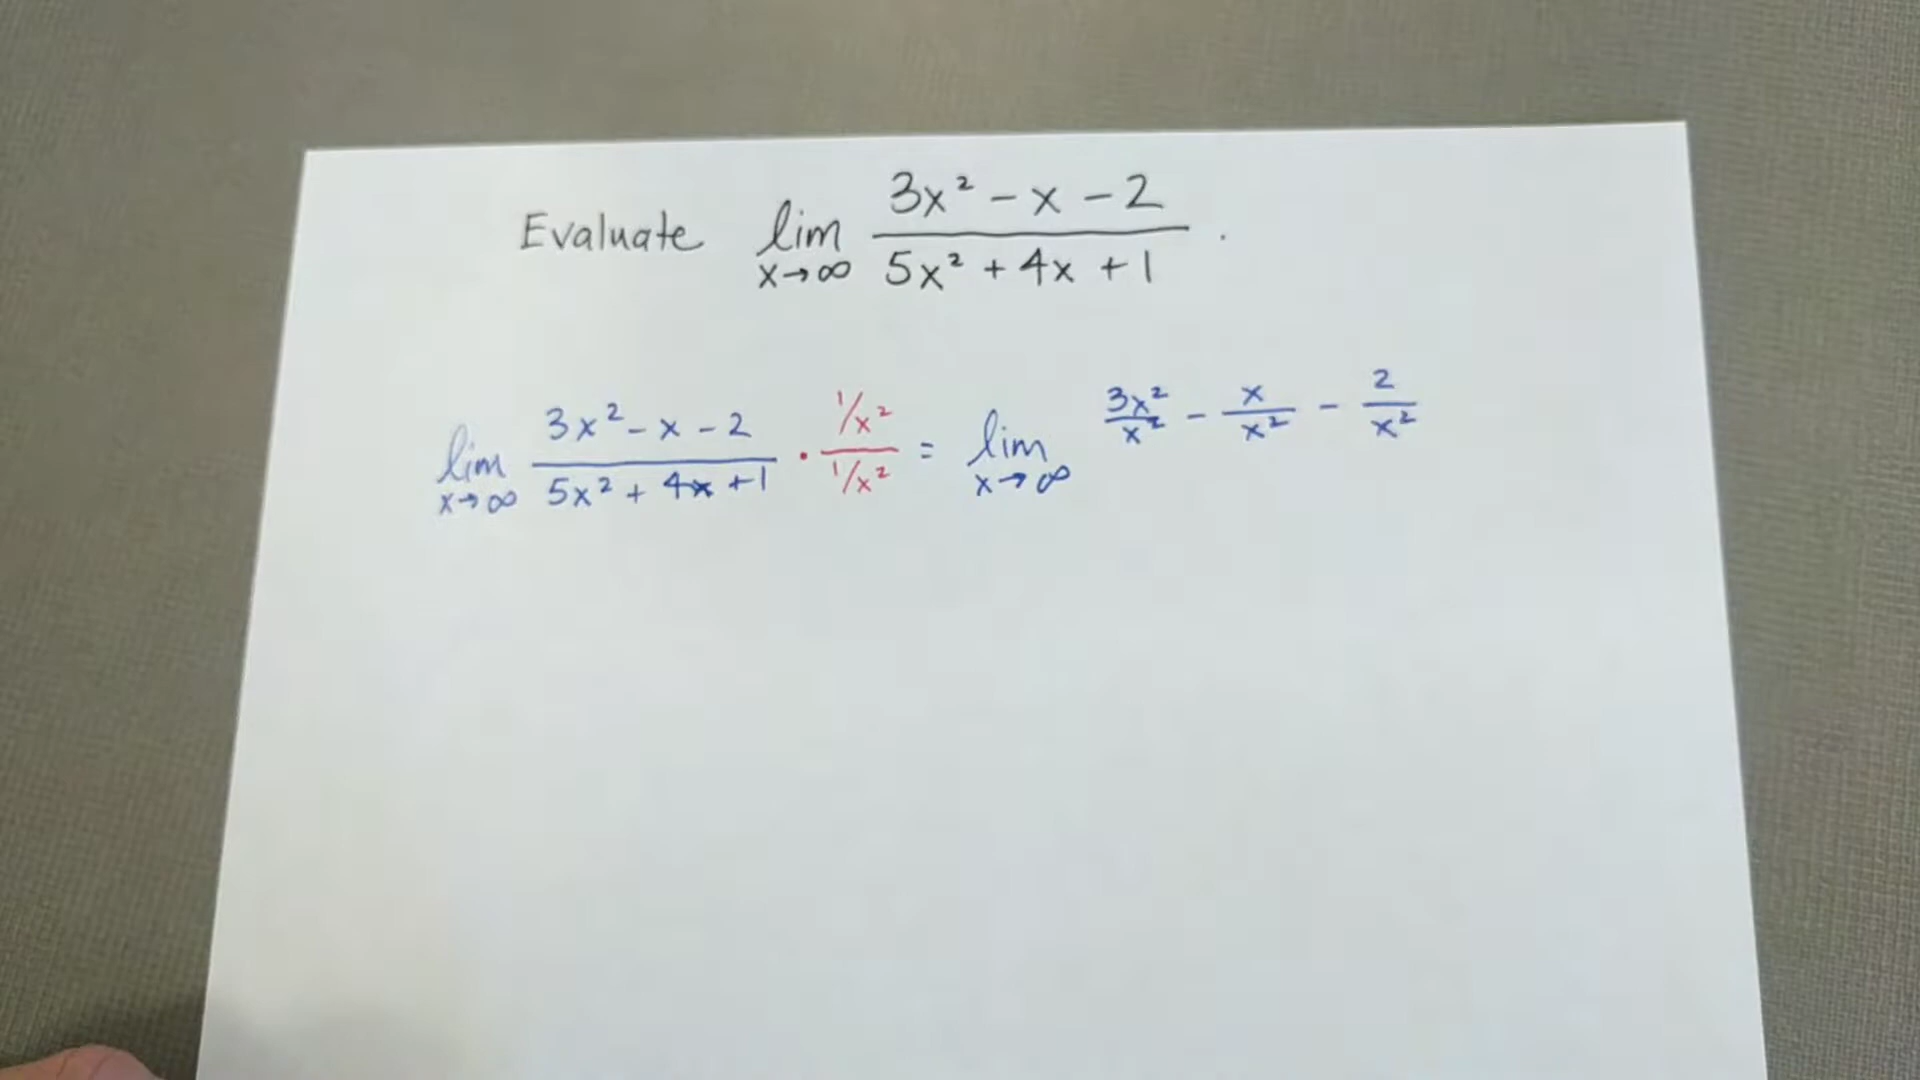 Evaluate lim x→∞ (3x² - x - 2)/(5x² + 4x + 1) .
lim x→∞ (3x² - x - 2)/(5x² + 4x + 1) · (1/x²)/(1/x²) = lim x→∞ 3x²/x² - x/x² - 2/x²